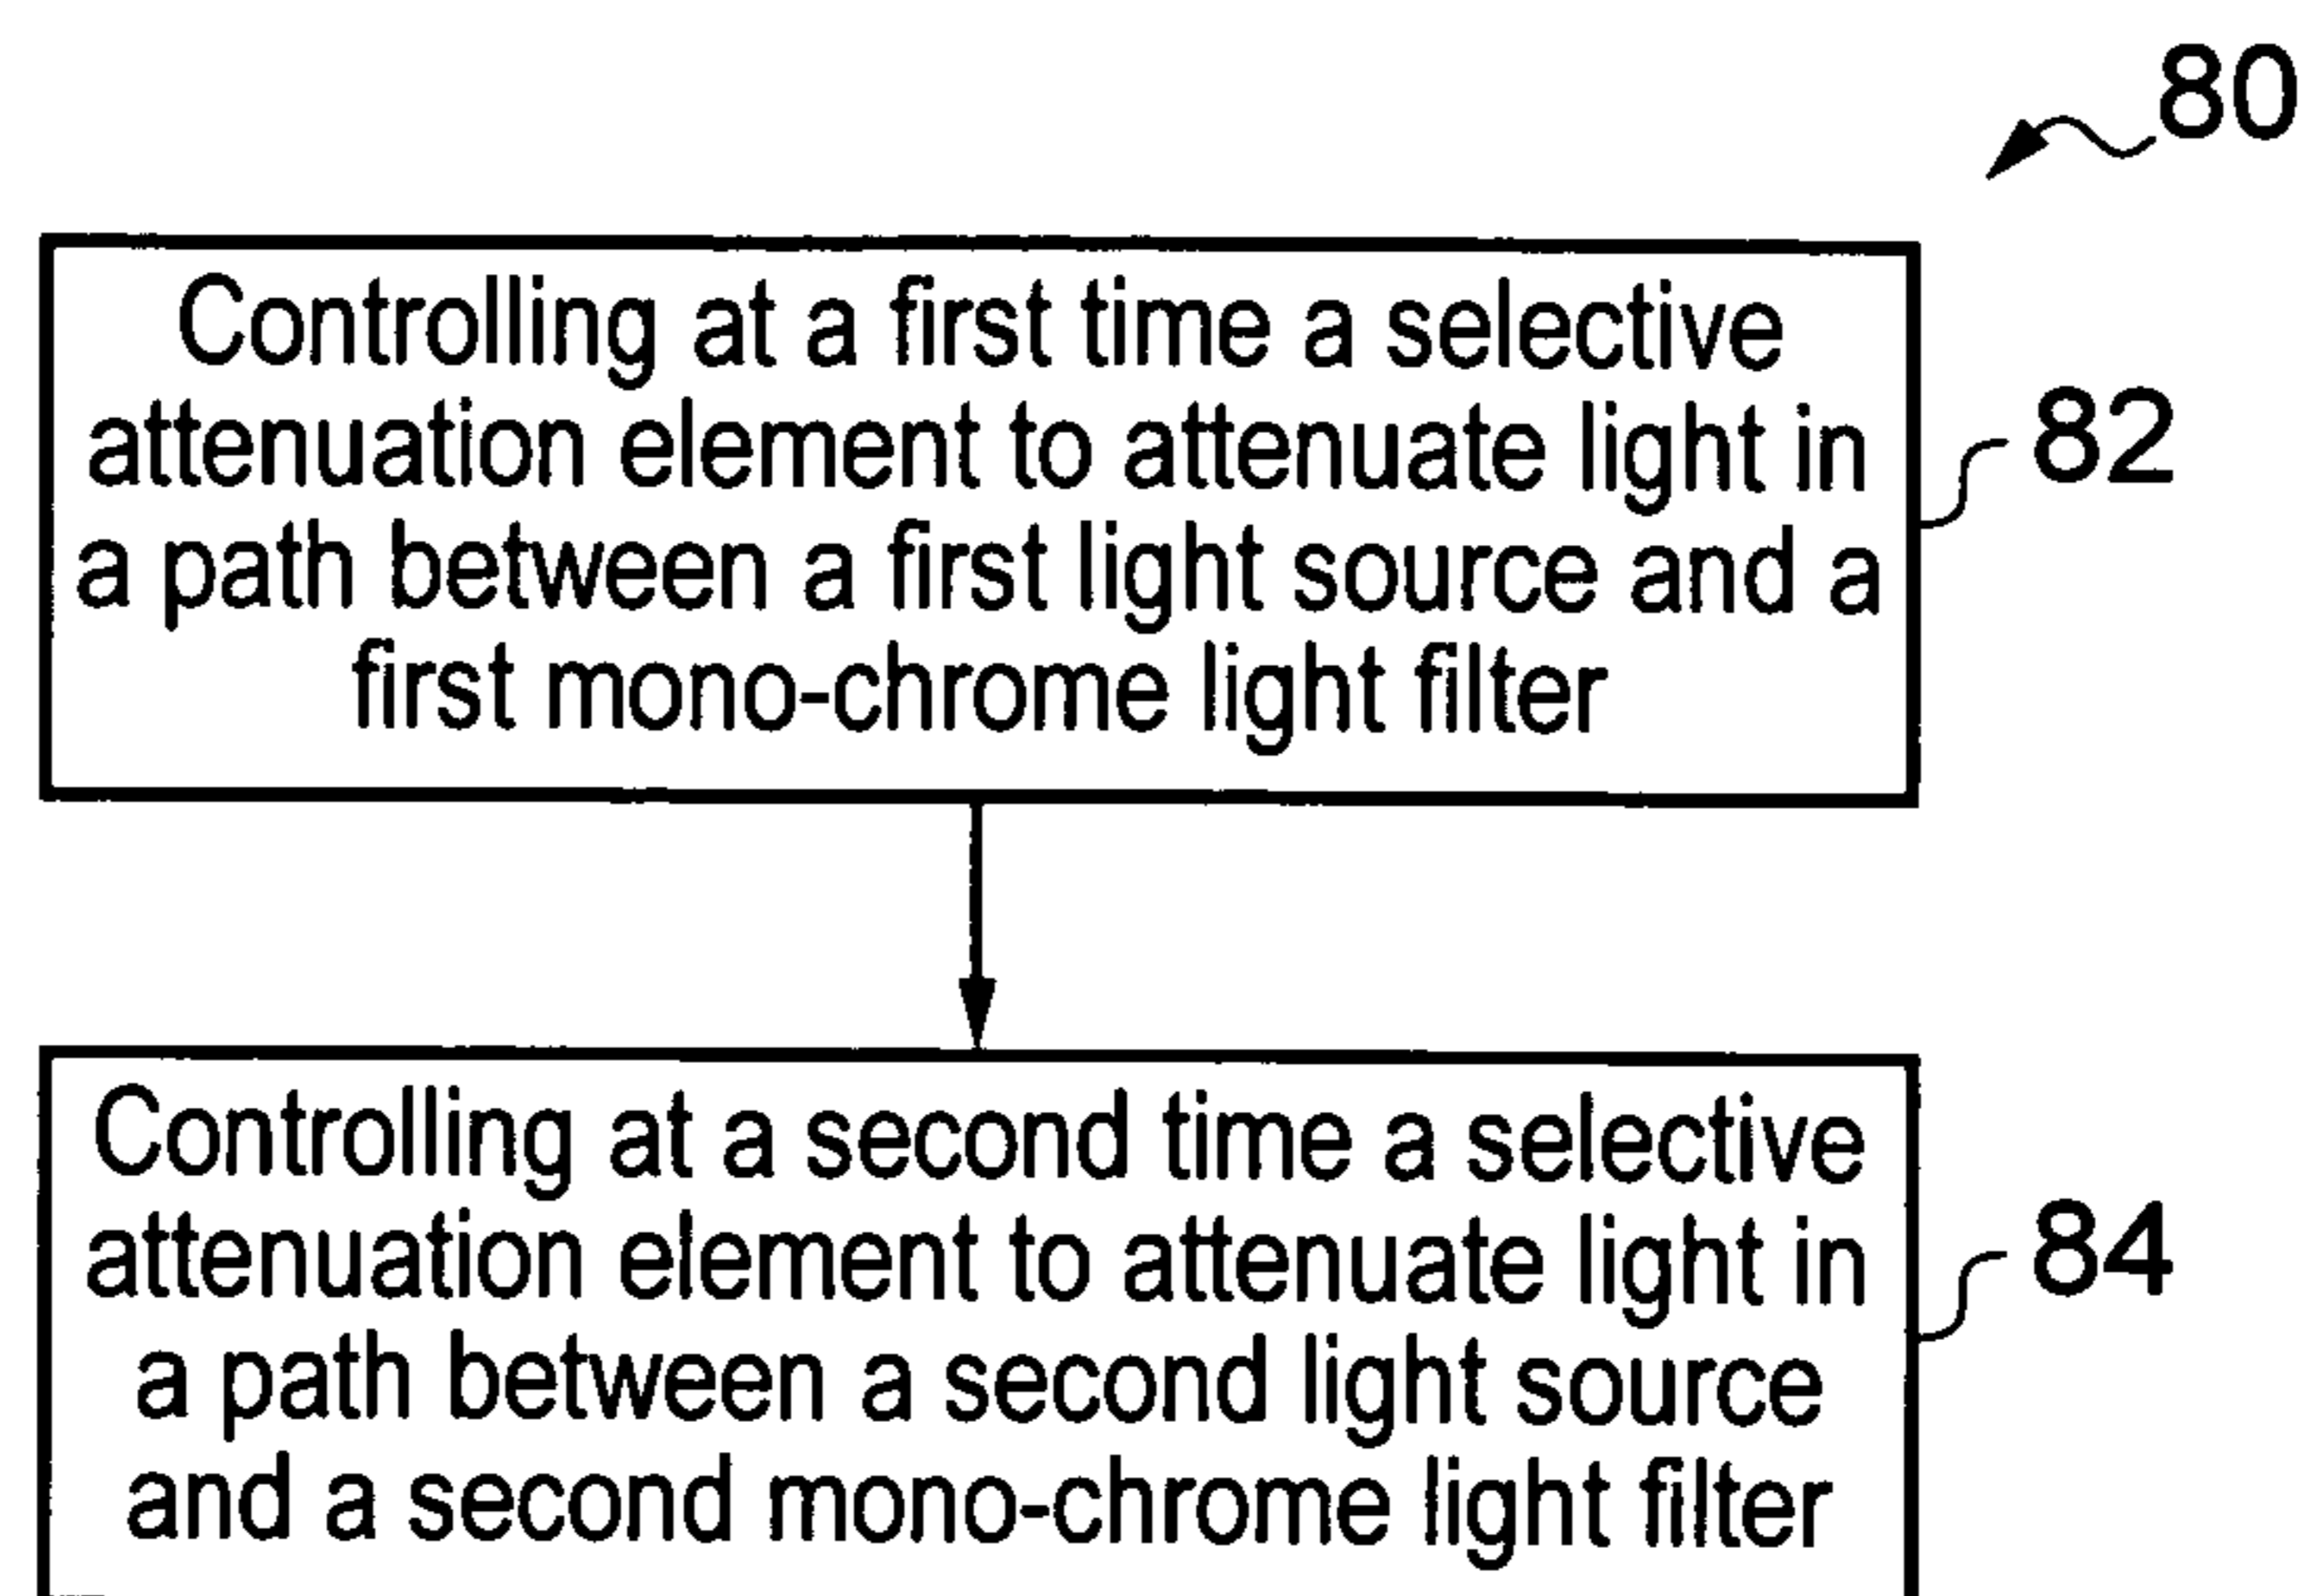 80
Controlling at a first time a selective
attenuation element to attenuate light in
a path between a first light source and a
first mono-chrome light filter
82
Controlling at a second time a selective
attenuation element to attenuate light in
a path between a second light source
and a second mono-chrome light filter
84